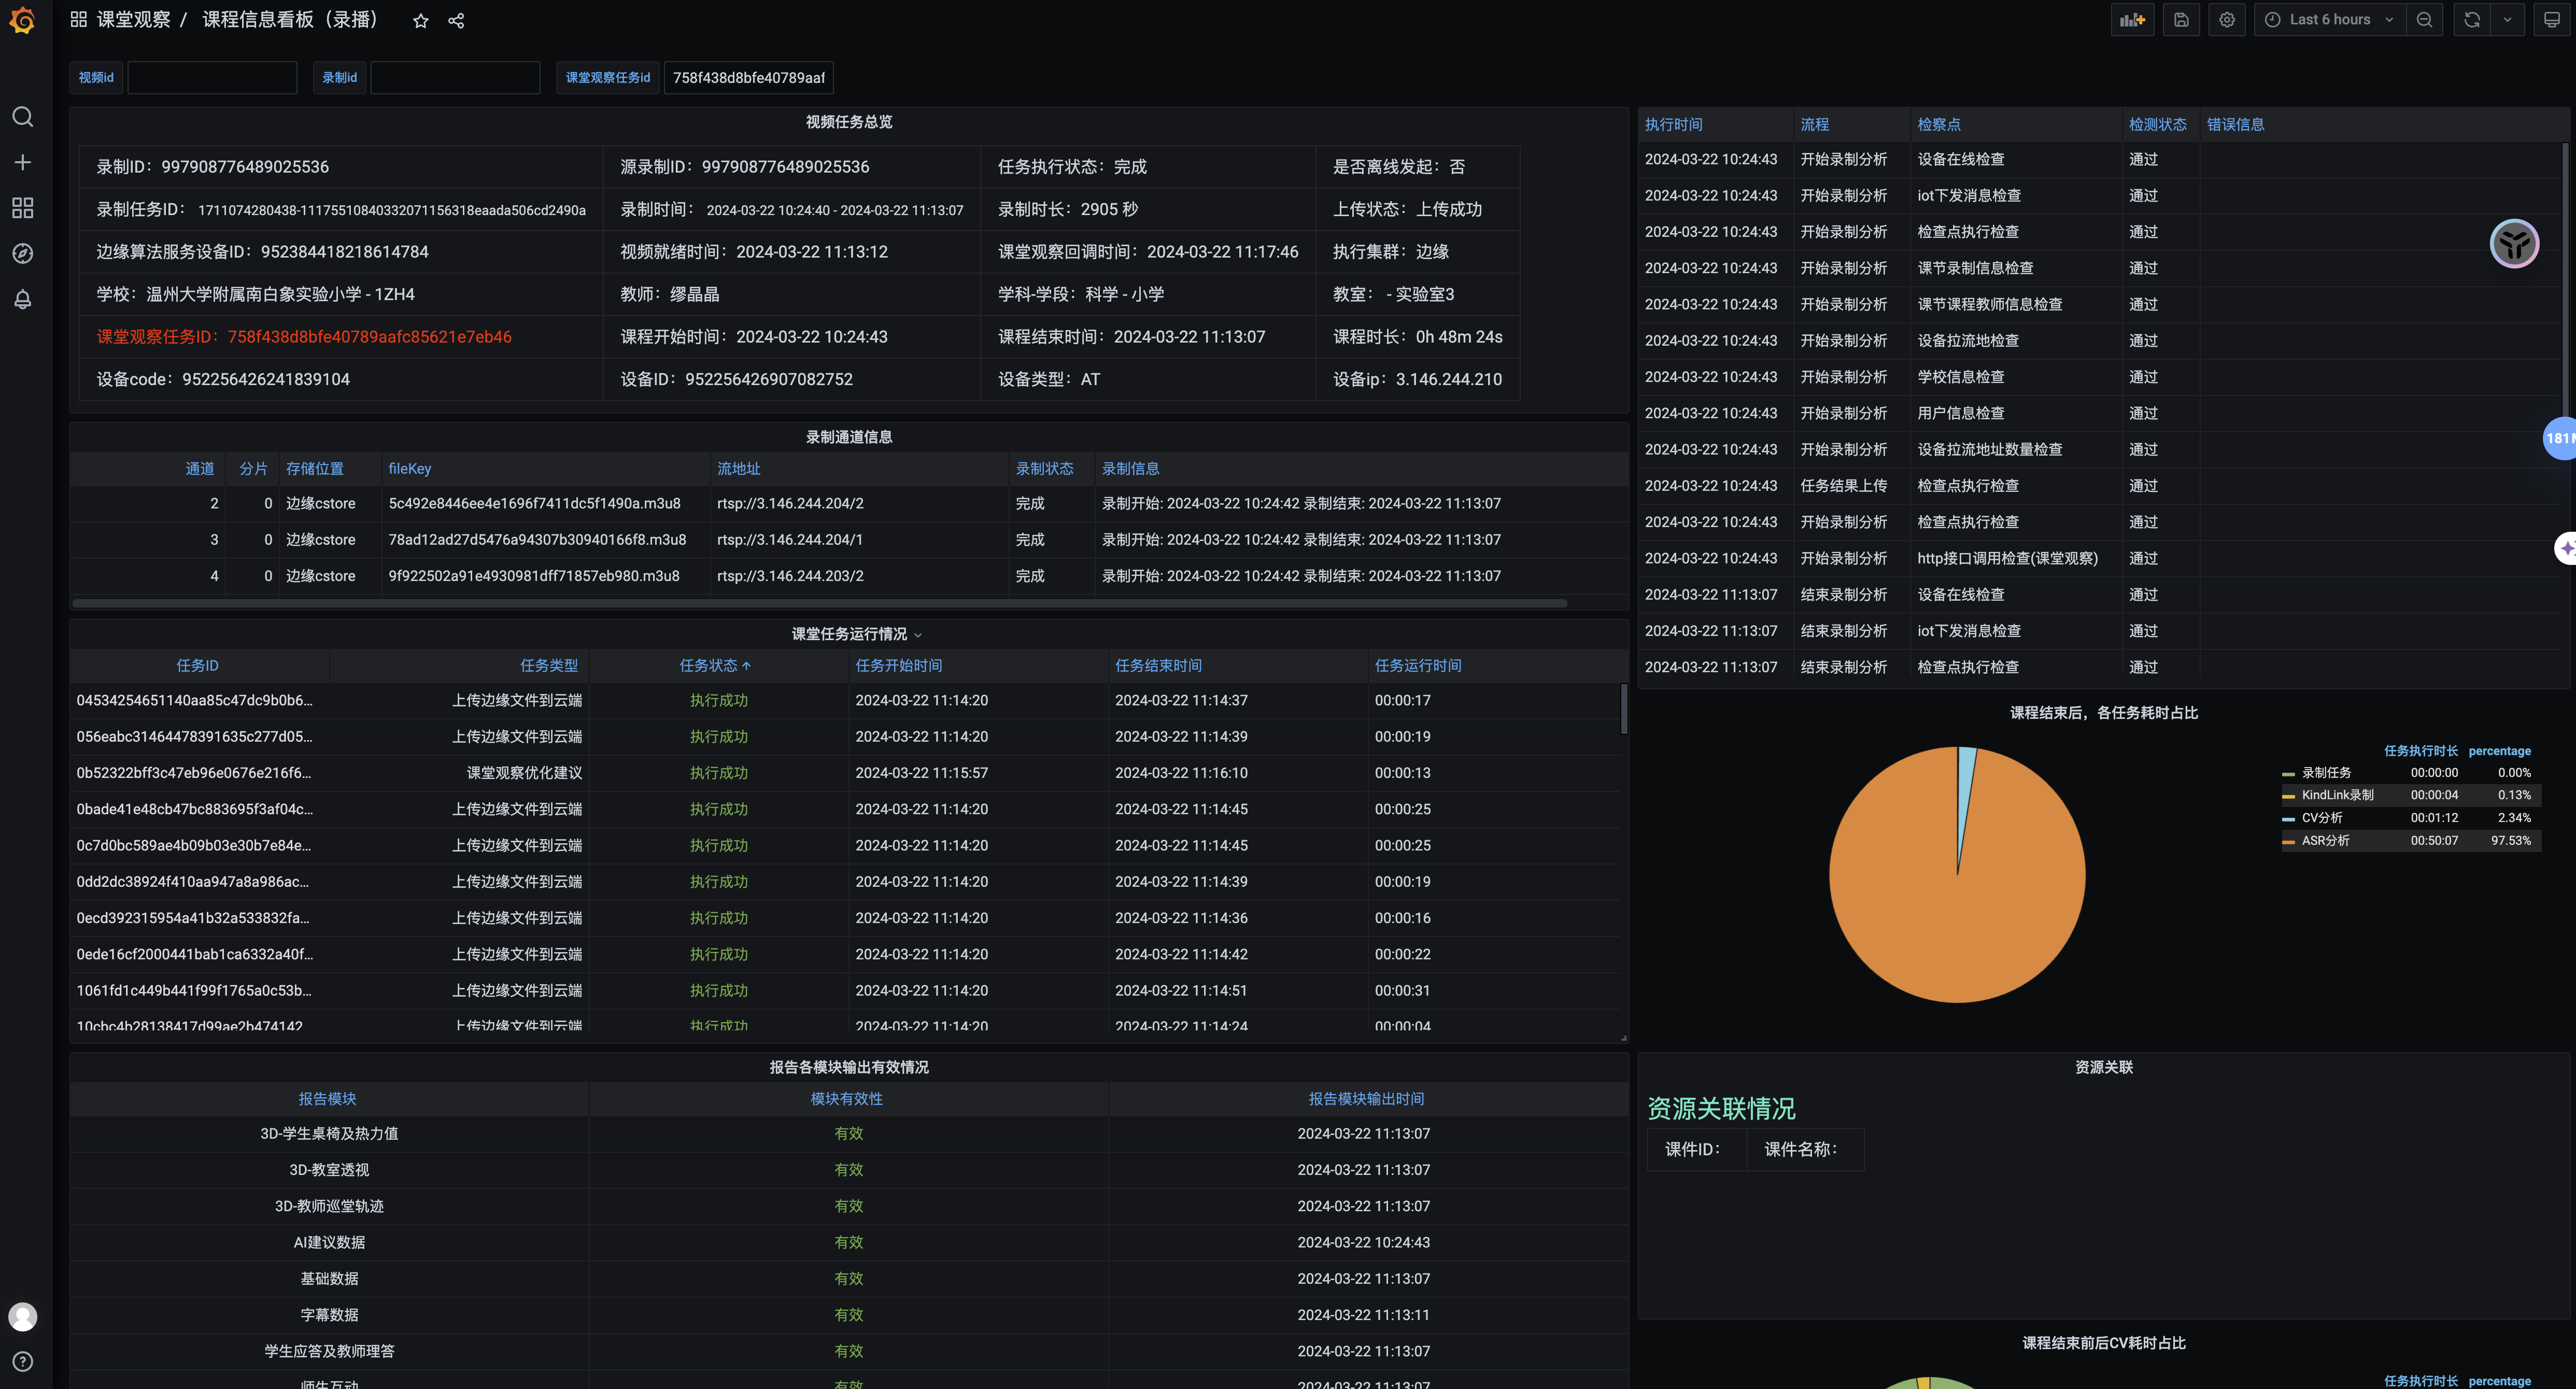 课堂观察 / 课程信息看板（录播）
Last 6 hours
视频id
录制id
课堂观察任务id 758f438d8bfe40789aaf
视频任务总览
录制ID：997908776489025536 源录制ID：997908776489025536 任务执行状态：完成 是否离线发起：否
录制任务ID： 1711074280438-11175510840332071156318eaada506cd2490a 录制时间： 2024-03-22 10:24:40 - 2024-03-22 11:13:07 录制时长：2905 秒 上传状态：上传成功
边缘算法服务设备ID：952384418218614784 视频就绪时间：2024-03-22 11:13:12 课堂观察回调时间：2024-03-22 11:17:46 执行集群：边缘
学校：温州大学附属南白象实验小学 - 1ZH4 教师：缪晶晶 学科-学段：科学 - 小学 教室： - 实验室3
课堂观察任务ID：758f438d8bfe40789aafc85621e7eb46 课程开始时间：2024-03-22 10:24:43 课程结束时间：2024-03-22 11:13:07 课程时长：0h 48m 24s
设备code：952256426241839104 设备ID：952256426907082752 设备类型：AT 设备ip：3.146.244.210
录制通道信息
通道 分片 存储位置 fileKey 流地址 录制状态 录制信息
2 0 边缘cstore 5c492e8446ee4e1696f7411dc5f1490a.m3u8 rtsp://3.146.244.204/2 完成 录制开始: 2024-03-22 10:24:42 录制结束: 2024-03-22 11:13:07
3 0 边缘cstore 78ad12ad27d5476a94307b30940166f8.m3u8 rtsp://3.146.244.204/1 完成 录制开始: 2024-03-22 10:24:42 录制结束: 2024-03-22 11:13:07
4 0 边缘cstore 9f922502a91e4930981dff71857eb980.m3u8 rtsp://3.146.244.203/2 完成 录制开始: 2024-03-22 10:24:42 录制结束: 2024-03-22 11:13:07
课堂任务运行情况
任务ID 任务类型 任务状态 任务开始时间 任务结束时间 任务运行时间
04534254651140aa85c47dc9b0b6... 上传边缘文件到云端 执行成功 2024-03-22 11:14:20 2024-03-22 11:14:37 00:00:17
056eabc31464478391635c277d05... 上传边缘文件到云端 执行成功 2024-03-22 11:14:20 2024-03-22 11:14:39 00:00:19
0b52322bff3c47eb96e0676e216f6... 课堂观察优化建议 执行成功 2024-03-22 11:15:57 2024-03-22 11:16:10 00:00:13
0bade41e48cb47bc883695f3af04c... 上传边缘文件到云端 执行成功 2024-03-22 11:14:20 2024-03-22 11:14:45 00:00:25
0c7d0bc589ae4b09b03e30b7e84e... 上传边缘文件到云端 执行成功 2024-03-22 11:14:20 2024-03-22 11:14:45 00:00:25
0dd2dc38924f410aa947a8a986ac... 上传边缘文件到云端 执行成功 2024-03-22 11:14:20 2024-03-22 11:14:39 00:00:19
0ecd392315954a41b32a533832fa... 上传边缘文件到云端 执行成功 2024-03-22 11:14:20 2024-03-22 11:14:36 00:00:16
0ede16cf2000441bab1ca6332a40f... 上传边缘文件到云端 执行成功 2024-03-22 11:14:20 2024-03-22 11:14:42 00:00:22
1061fd1c449b441f99f1765a0c53b... 上传边缘文件到云端 执行成功 2024-03-22 11:14:20 2024-03-22 11:14:51 00:00:31
10cbc4b28138417d99ae2b474142... 上传边缘文件到云端 执行成功 2024-03-22 11:14:20 2024-03-22 11:14:24 00:00:04
报告各模块输出有效情况
报告模块 模块有效性 报告模块输出时间
3D-学生桌椅及热力值 有效 2024-03-22 11:13:07
3D-教室透视 有效 2024-03-22 11:13:07
3D-教师巡堂轨迹 有效 2024-03-22 11:13:07
AI建议数据 有效 2024-03-22 10:24:43
基础数据 有效 2024-03-22 11:13:07
字幕数据 有效 2024-03-22 11:13:11
学生应答及教师理答 有效 2024-03-22 11:13:07
师生互动 有效 2024-03-22 11:13:07
执行时间 流程 检察点 检测状态 错误信息
2024-03-22 10:24:43 开始录制分析 设备在线检查 通过
2024-03-22 10:24:43 开始录制分析 iot下发消息检查 通过
2024-03-22 10:24:43 开始录制分析 检查点执行检查 通过
2024-03-22 10:24:43 开始录制分析 课节录制信息检查 通过
2024-03-22 10:24:43 开始录制分析 课节课程教师信息检查 通过
2024-03-22 10:24:43 开始录制分析 设备拉流地检查 通过
2024-03-22 10:24:43 开始录制分析 学校信息检查 通过
2024-03-22 10:24:43 开始录制分析 用户信息检查 通过
2024-03-22 10:24:43 开始录制分析 设备拉流地址数量检查 通过
2024-03-22 10:24:43 任务结果上传 检查点执行检查 通过
2024-03-22 10:24:43 开始录制分析 检查点执行检查 通过
2024-03-22 10:24:43 开始录制分析 http接口调用检查(课堂观察) 通过
2024-03-22 11:13:07 结束录制分析 设备在线检查 通过
2024-03-22 11:13:07 结束录制分析 iot下发消息检查 通过
2024-03-22 11:13:07 结束录制分析 检查点执行检查 通过
181
课程结束后，各任务耗时占比
任务执行时长 percentage
录制任务 00:00:00 0.00%
KindLink录制 00:00:04 0.13%
CV分析 00:01:12 2.34%
ASR分析 00:50:07 97.53%
资源关联
资源关联情况
课件ID： 课件名称：
课程结束前后CV耗时占比
任务执行时长 percentage